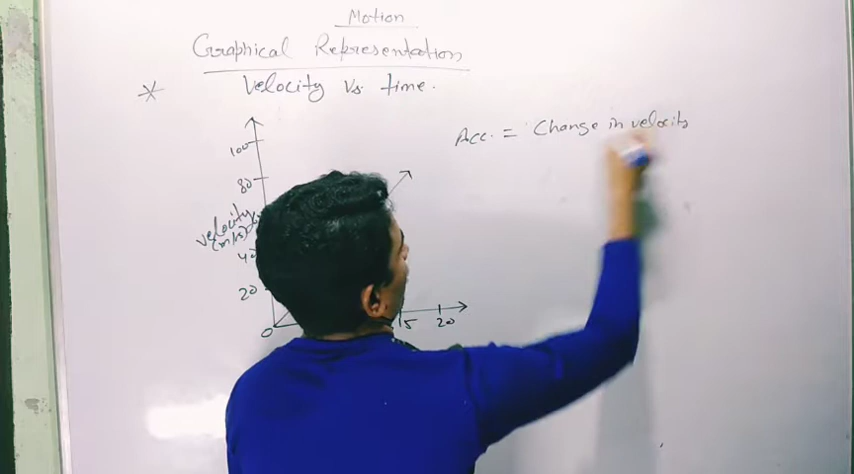 Motion
Graphical Representation
* Velocity Vs. time.
Acc. = Change in velocity
100
80
velocity
(m/s)
40
20
0
15 20